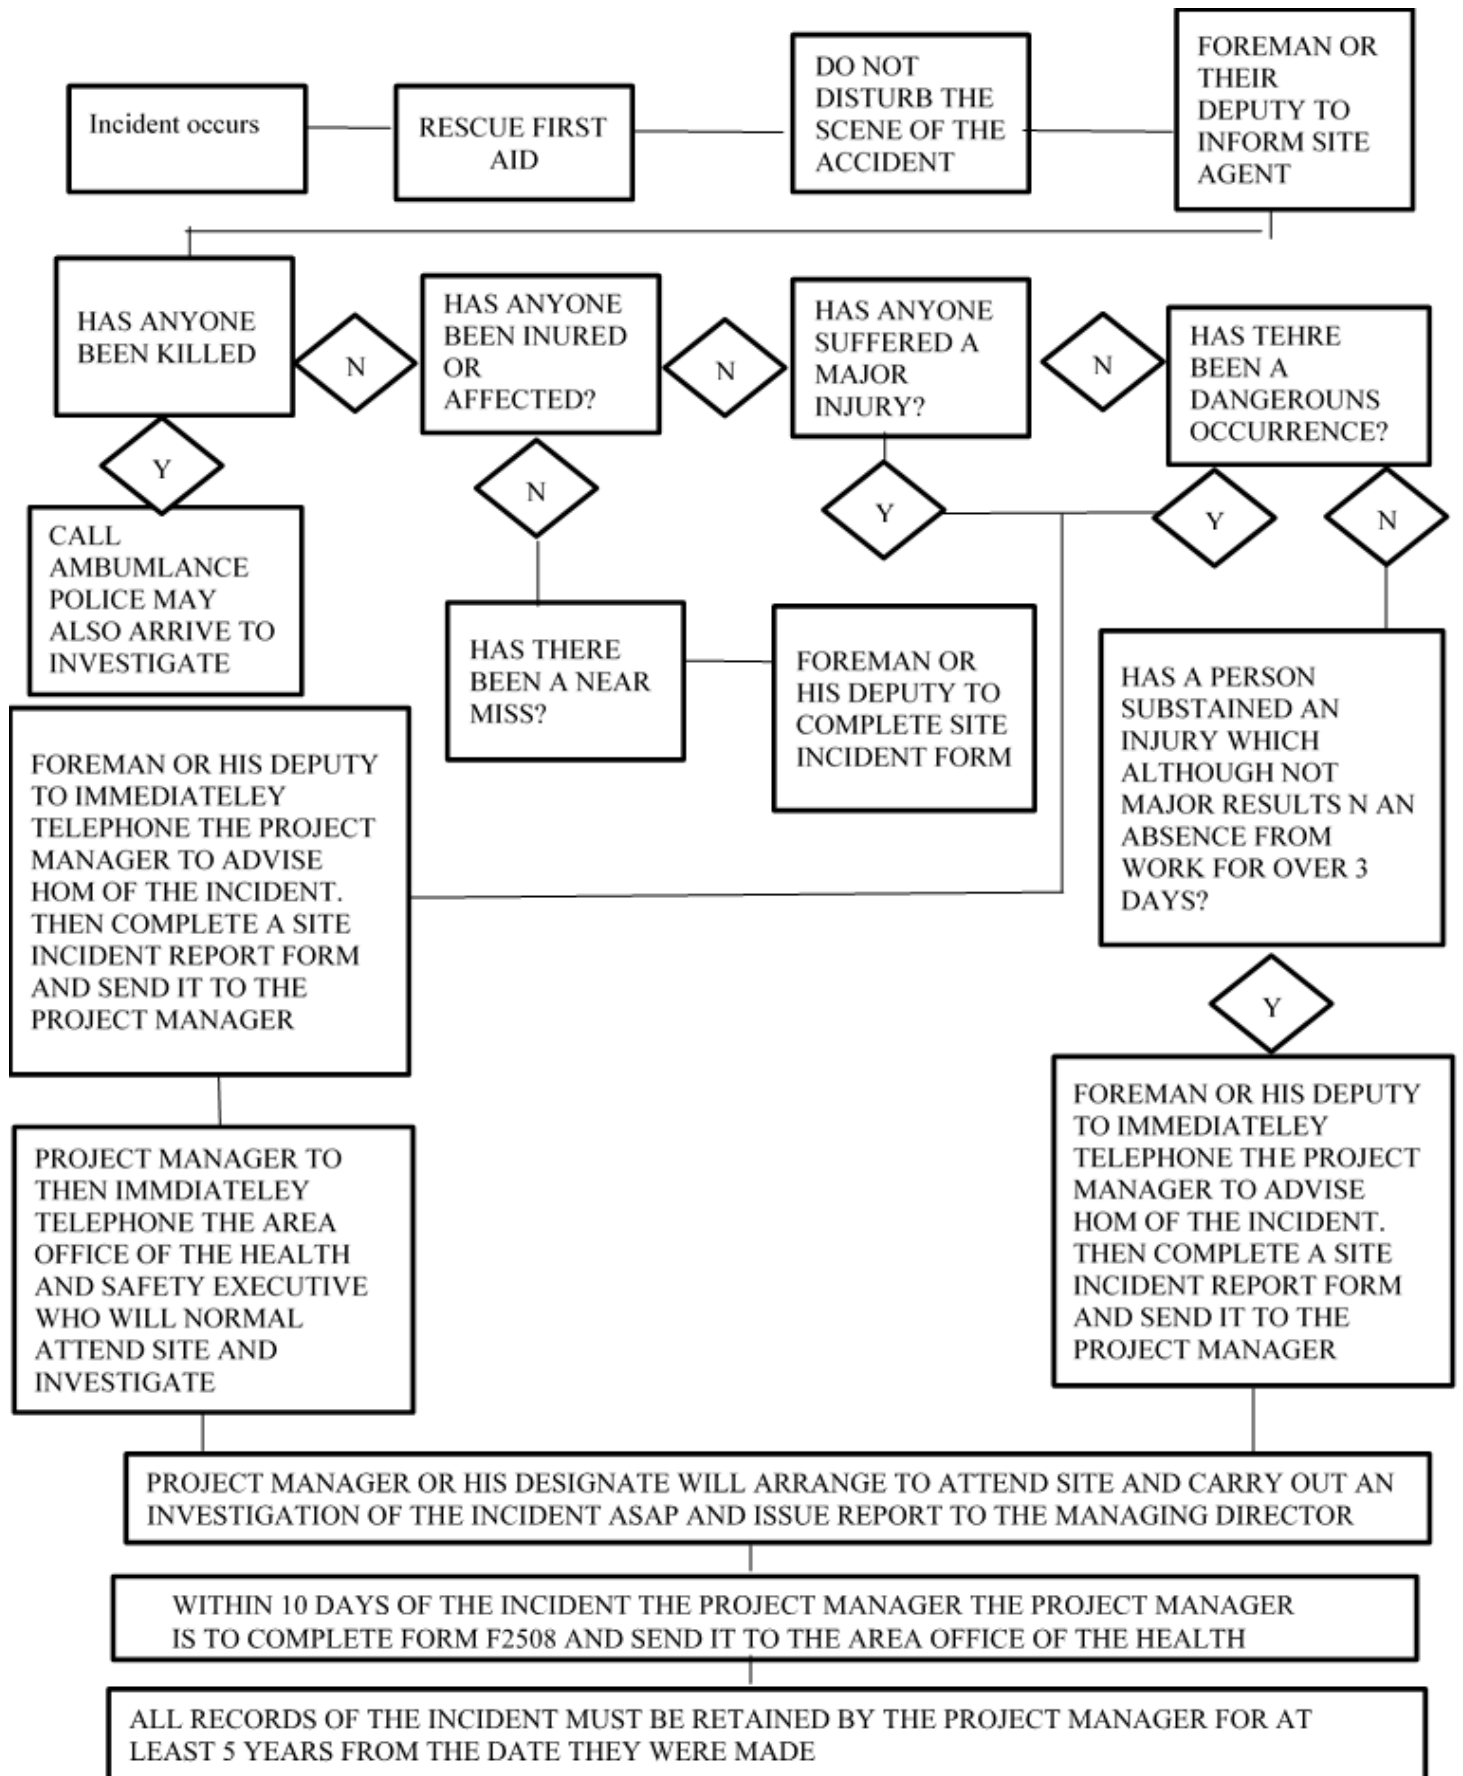 Incident occurs
RESCUE FIRST
AID
DO NOT
DISTURB THE
SCENE OF THE
ACCIDENT
FOREMAN OR
THEIR
DEPUTY TO
INFORM SITE
AGENT
HAS ANYONE
BEEN KILLED
N
HAS ANYONE
BEEN INURED
OR
AFFECTED?
N
HAS ANYONE
SUFFERED A
MAJOR
INJURY?
N
HAS TEHRE
BEEN A
DANGEROUNS
OCCURRENCE?
Y
N
Y
Y
N
CALL
AMBUMLANCE
POLICE MAY
ALSO ARRIVE TO
INVESTIGATE
HAS THERE
BEEN A NEAR
MISS?
FOREMAN OR
HIS DEPUTY TO
COMPLETE SITE
INCIDENT FORM
HAS A PERSON
SUBSTAINED AN
INJURY WHICH
ALTHOUGH NOT
MAJOR RESULTS N AN
ABSENCE FROM
WORK FOR OVER 3
DAYS?
FOREMAN OR HIS DEPUTY
TO IMMEDIATELEY
TELEPHONE THE PROJECT
MANAGER TO ADVISE
HOM OF THE INCIDENT.
THEN COMPLETE A SITE
INCIDENT REPORT FORM
AND SEND IT TO THE
PROJECT MANAGER
Y
PROJECT MANAGER TO
THEN IMMDIATELEY
TELEPHONE THE AREA
OFFICE OF THE HEALTH
AND SAFETY EXECUTIVE
WHO WILL NORMAL
ATTEND SITE AND
INVESTIGATE
FOREMAN OR HIS DEPUTY
TO IMMEDIATELEY
TELEPHONE THE PROJECT
MANAGER TO ADVISE
HOM OF THE INCIDENT.
THEN COMPLETE A SITE
INCIDENT REPORT FORM
AND SEND IT TO THE
PROJECT MANAGER
PROJECT MANAGER OR HIS DESIGNATE WILL ARRANGE TO ATTEND SITE AND CARRY OUT AN
INVESTIGATION OF THE INCIDENT ASAP AND ISSUE REPORT TO THE MANAGING DIRECTOR
WITHIN 10 DAYS OF THE INCIDENT THE PROJECT MANAGER THE PROJECT MANAGER
IS TO COMPLETE FORM F2508 AND SEND IT TO THE AREA OFFICE OF THE HEALTH
ALL RECORDS OF THE INCIDENT MUST BE RETAINED BY THE PROJECT MANAGER FOR AT
LEAST 5 YEARS FROM THE DATE THEY WERE MADE